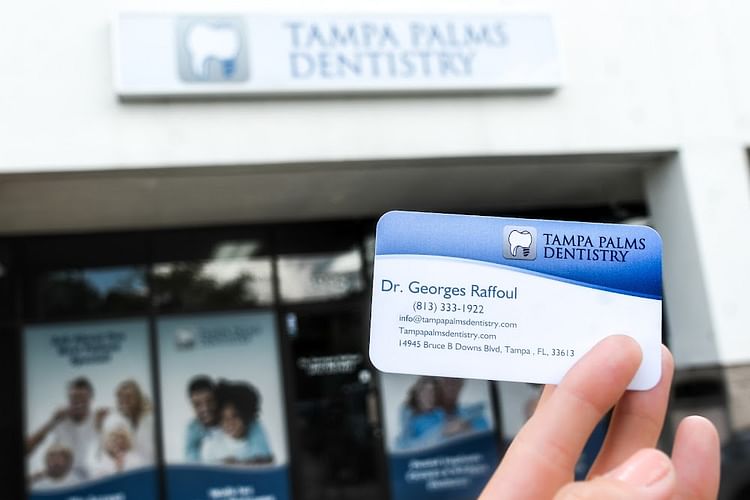 TAMPA PALMS
DENTISTRY
TAMPA PALMS
DENTISTRY
Dr. Georges Raffoul
(813) 333-1922
info@tampapalmsdentistry.com
Tampapalmsdentistry.com
14945 Bruce B Downs Blvd, Tampa , FL, 33613